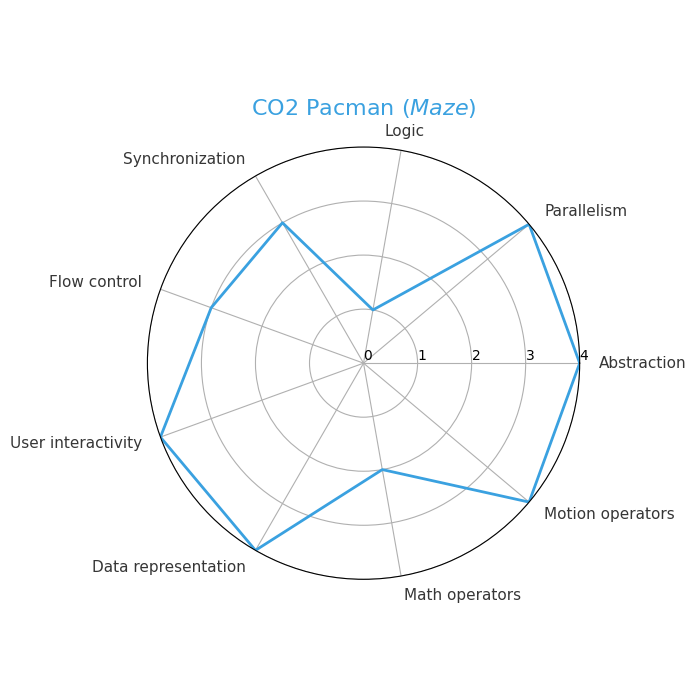 CO2 Pacman (Maze)
Logic
Synchronization
Parallelism
Flow control
0 1 2 3 4
Abstraction
User interactivity
Motion operators
Data representation
Math operators